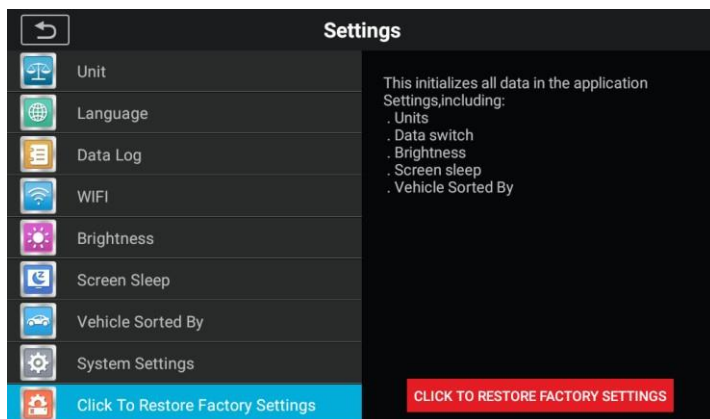 Settings
Unit
Language
Data Log
WIFI
Brightness
Screen Sleep
Vehicle Sorted By
System Settings
Click To Restore Factory Settings
This initializes all data in the application
Settings,including:
. Units
. Data switch
. Brightness
. Screen sleep
. Vehicle Sorted By
CLICK TO RESTORE FACTORY SETTINGS